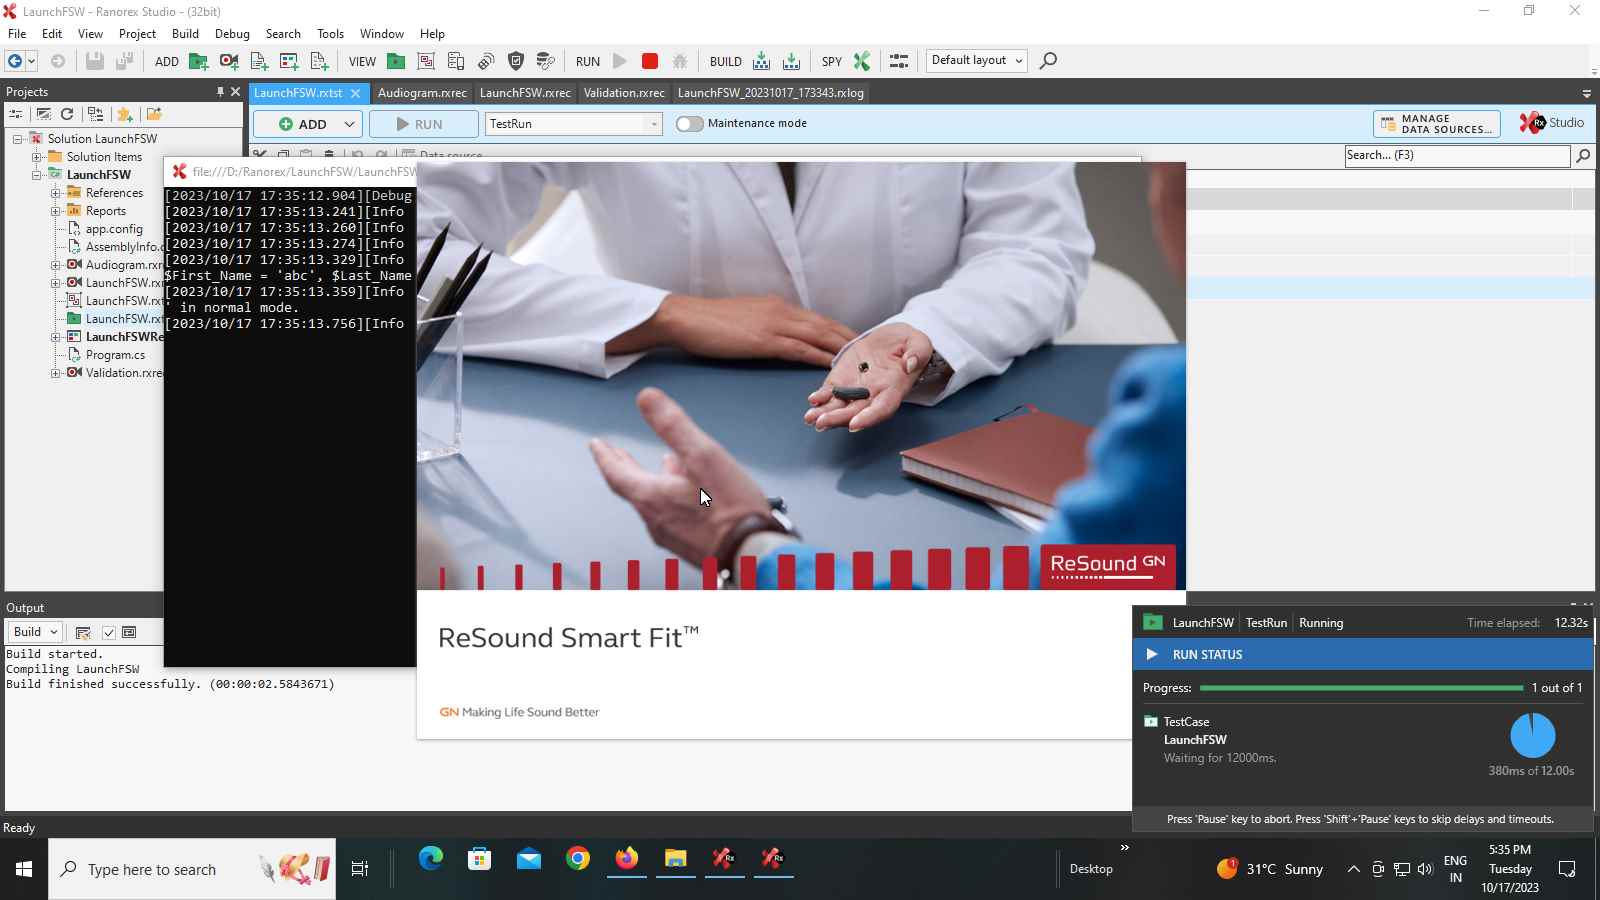 LaunchFSW - Ranorex Studio - (32bit)
File Edit View Project Build Debug Search Tools Window Help
ADD VIEW RUN BUILD SPY Default layout
Projects
LaunchFSW.rxtst Audiogram.rxrec LaunchFSW.rxrec Validation.rxrec LaunchFSW_20231017_173343.rxlog
ADD RUN TestRun Maintenance mode MANAGE DATA SOURCES... Rx Studio
Data source
Search... (F3)
Solution LaunchFSW
Solution Items
LaunchFSW
References
Reports
app.config
AssemblyInfo.c
Audiogram.rxr
LaunchFSW.rx
LaunchFSW.rx
LaunchFSW.rx
LaunchFSWRe
Program.cs
Validation.rxre
file:///D:/Ranorex/LaunchFSW/LaunchFSW
[2023/10/17 17:35:12.904][Debug
[2023/10/17 17:35:13.241][Info
[2023/10/17 17:35:13.260][Info
[2023/10/17 17:35:13.274][Info
[2023/10/17 17:35:13.329][Info
$First_Name = 'abc', $Last_Name
[2023/10/17 17:35:13.359][Info
' in normal mode.
[2023/10/17 17:35:13.756][Info
ReSound GN
ReSound Smart Fit™
GN Making Life Sound Better
Output
Build
Build started.
Compiling LaunchFSW
Build finished successfully. (00:00:02.5843671)
LaunchFSW TestRun Running Time elapsed: 12.32s
RUN STATUS
Progress: 1 out of 1
TestCase
LaunchFSW
Waiting for 12000ms.
380ms of 12.00s
Press 'Pause' key to abort. Press 'Shift'+'Pause' keys to skip delays and timeouts.
Ready
Type here to search
Rx
Rx
Desktop
»
1
31°C Sunny
ENG
IN
5:35 PM
Tuesday
10/17/2023